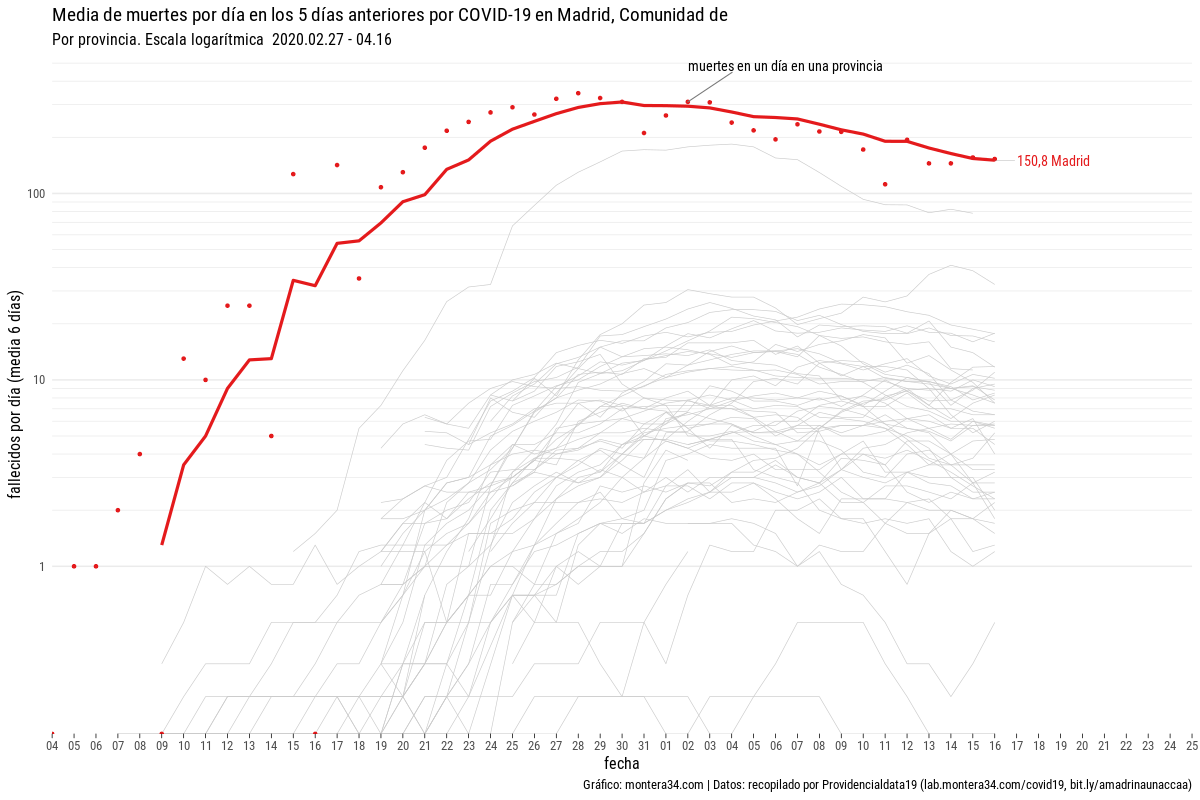 Media de muertes por día en los 5 días anteriores por COVID-19 en Madrid, Comunidad de
Por provincia. Escala logarítmica 2020.02.27 - 04.16
muertes en un día en una provincia
150,8 Madrid
fallecidos por día (media 6 días)
100
10
1
04 05 06 07 08 09 10 11 12 13 14 15 16 17 18 19 20 21 22 23 24 25 26 27 28 29 30 31 01 02 03 04 05 06 07 08 09 10 11 12 13 14 15 16 17 18 19 20 21 22 23 24 25
fecha
Gráfico: montera34.com | Datos: recopilado por Providencialdata19 (lab.montera34.com/covid19, bit.ly/amadrinaunaccaa)